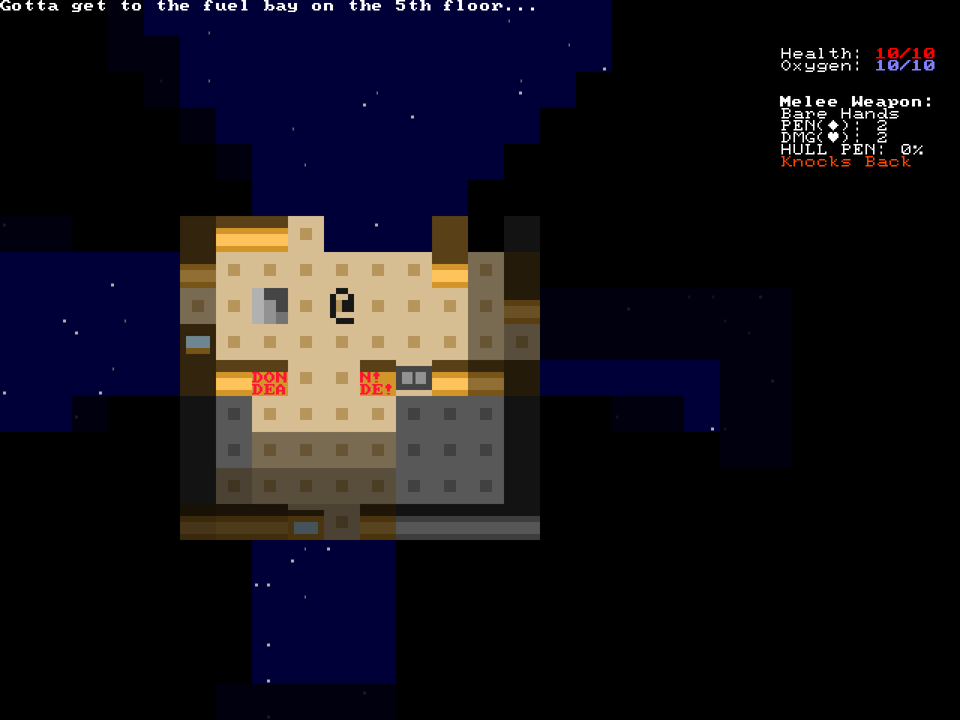 Gotta get to the fuel bay on the 5th floor...
Health: 10/10
Oxygen: 10/10
Melee Weapon:
Bare Hands
PEN(♦): 2
DMG(♥): 2
HULL PEN: 0%
Knocks Back
DON N!
DEA DE!